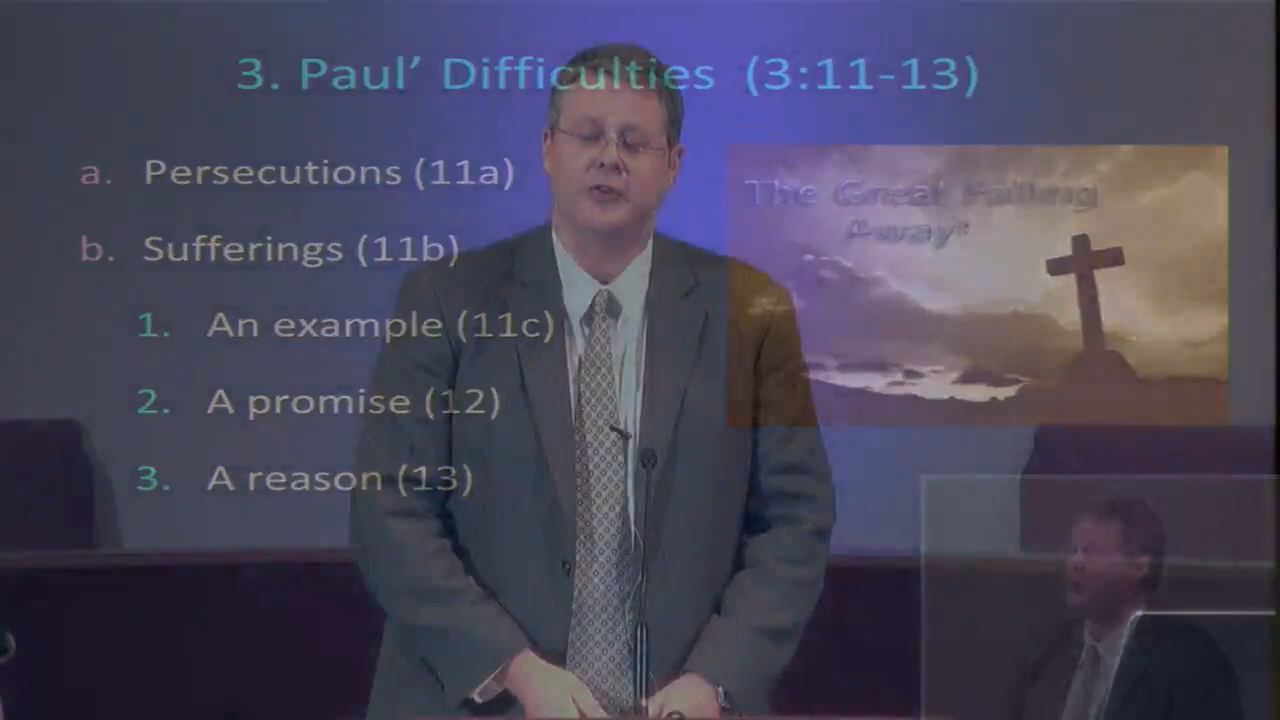 3. Paul’ Difficulties (3:11-13)
a. Persecutions (11a)
b. Sufferings (11b)
1. An example (11c)
2. A promise (12)
3. A reason (13)
The Great Falling
Away"